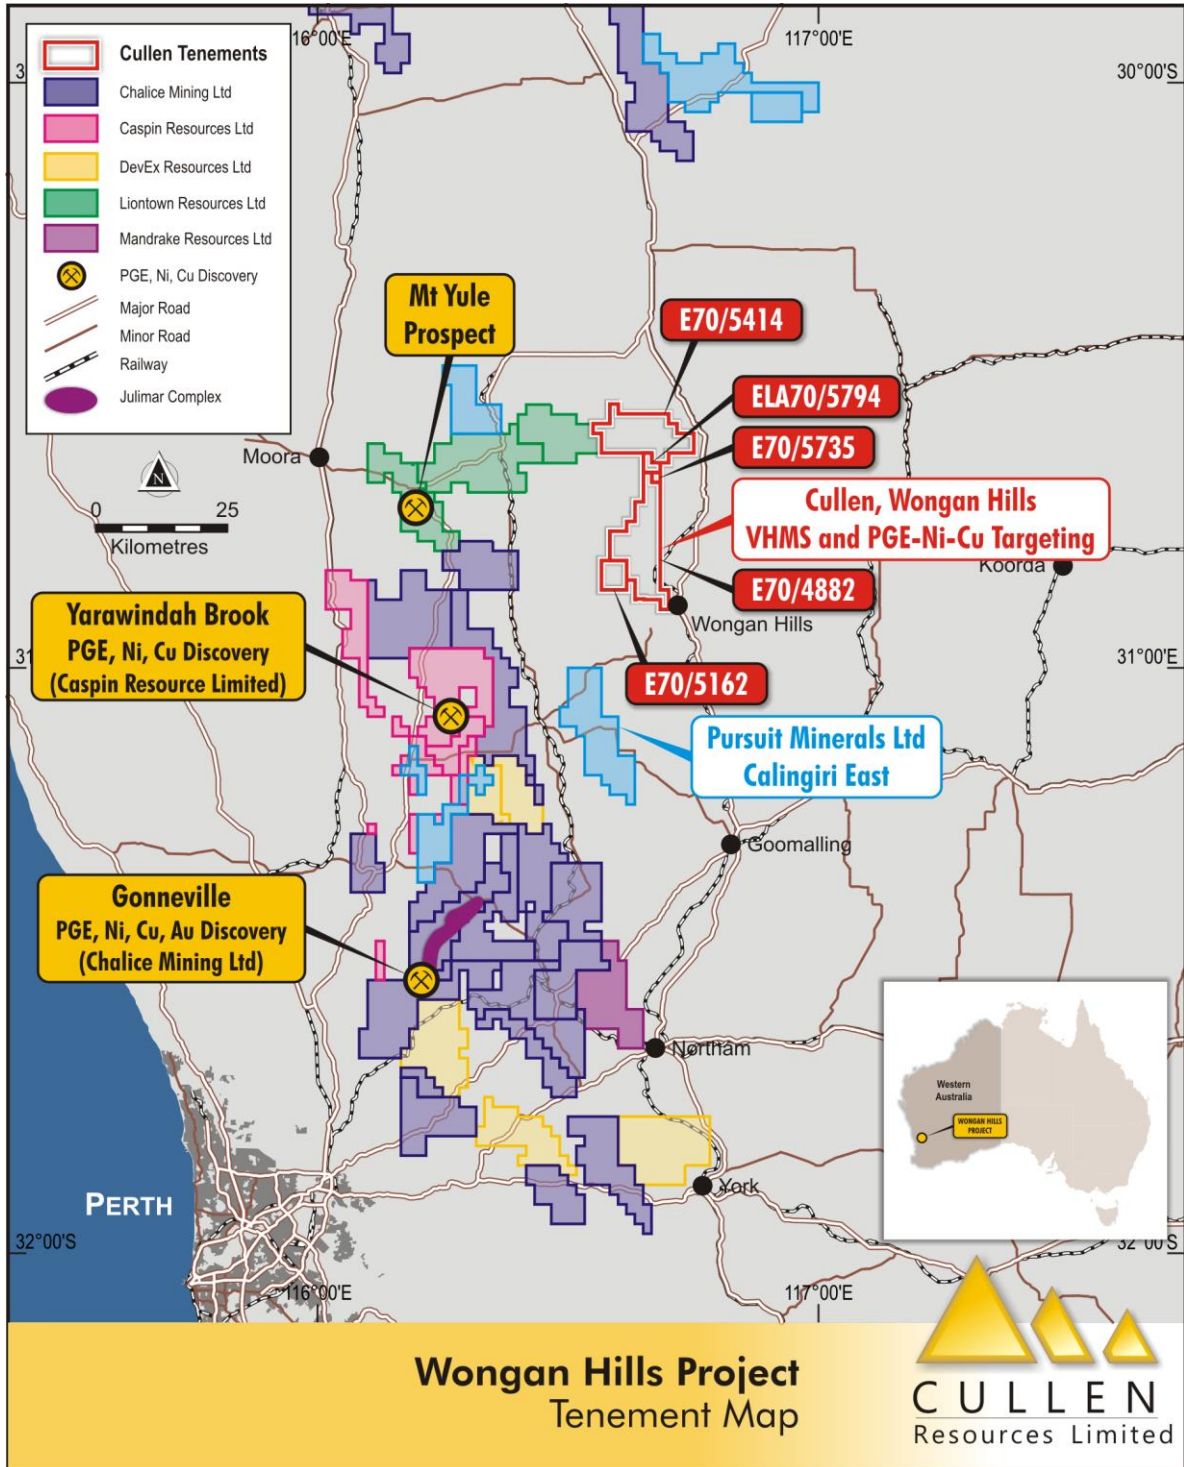 Cullen Tenements
Chalice Mining Ltd
Caspin Resources Ltd
DevEx Resources Ltd
Liontown Resources Ltd
Mandrake Resources Ltd
PGE, Ni, Cu Discovery
Major Road
Minor Road
Railway
Julimar Complex
16°00'E
117°00'E
3
30°00'S
Mt Yule
Prospect
E70/5414
ELA70/5794
E70/5735
Moora
N
0 25
Kilometres
Cullen, Wongan Hills
VHMS and PGE-Ni-Cu Targeting
Koorda
E70/4882
Wongan Hills
Yarawindah Brook
PGE, Ni, Cu Discovery
(Caspin Resource Limited)
31
31°00'E
E70/5162
Pursuit Minerals Ltd
Calingiri East
Goomalling
Gonneville
PGE, Ni, Cu, Au Discovery
(Chalice Mining Ltd)
Northam
Western
Australia
WONGAN HILLS
PROJECT
York
PERTH
32°00'S
32°00'S
116°00'E
117°00'E
Wongan Hills Project
Tenement Map
CULLEN
Resources Limited